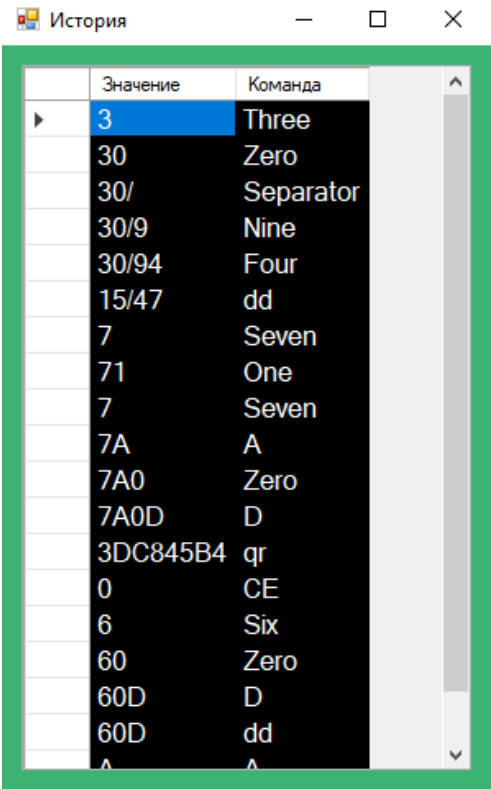 История
Значение Команда
3 Three
30 Zero
30/ Separator
30/9 Nine
30/94 Four
15/47 dd
7 Seven
71 One
7 Seven
7A A
7A0 Zero
7A0D D
3DC845B4 qr
0 CE
6 Six
60 Zero
60D D
60D dd
A A